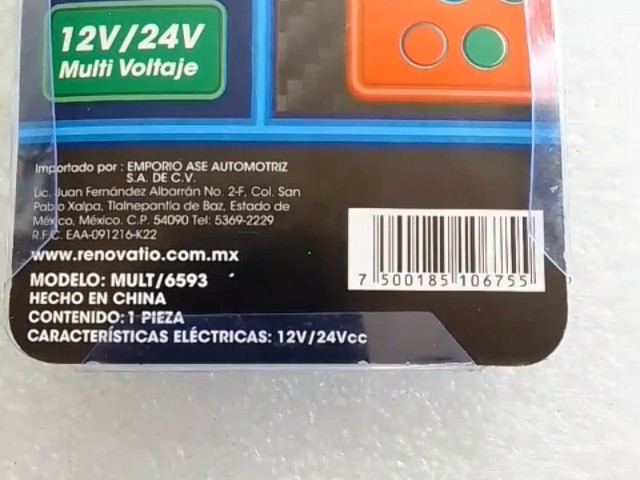 12V/24V
Multi Voltaje
Importado por : EMPORIO ASE AUTOMOTRIZ
S.A. DE C.V.
Lic. Juan Fernández Albarrán No. 2-F, Col. San
Pablo Xalpa, Tlalnepantla de Baz, Estado de
México, México. C.P. 54090 Tel: 5369-2229
R.F.C. EAA-091216-K22
www.renovatio.com.mx
MODELO: MULT/6593
HECHO EN CHINA
CONTENIDO: 1 PIEZA
CARACTERÍSTICAS ELÉCTRICAS: 12V/24Vcc
7 500185 106755